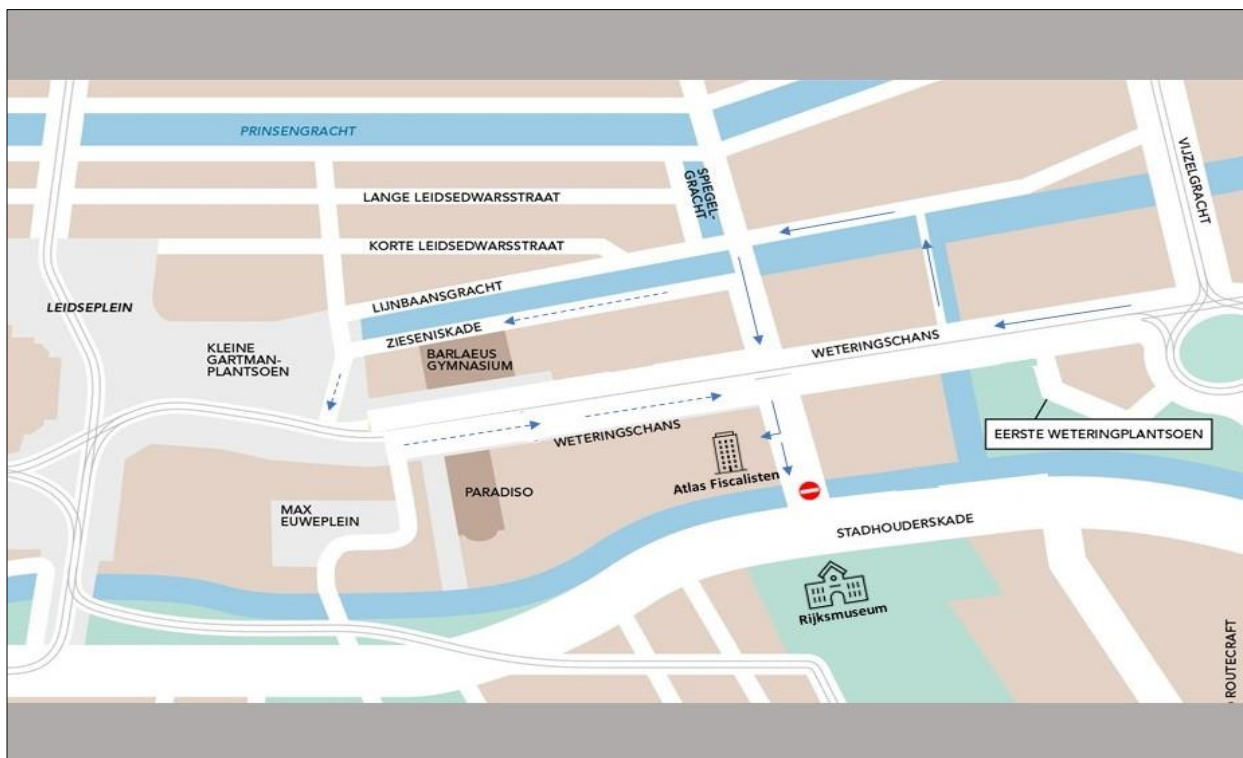 PRINSENGRACHT
SPIEGEL-
GRACHT
VIJZELGRACHT
LANGE LEIDSEDWARSSTRAAT
KORTE LEIDSEDWARSSTRAAT
LEIDSEPLEIN
LIJNBAANSGRACHT
ZIESENISKADE
KLEINE
GARTMAN-
PLANTSOEN
BARLAEUS
GYMNASIUM
WETERINGSCHANS
WETERINGSCHANS
EERSTE WETERINGPLANTSOEN
Atlas Fiscalisten
PARADISO
MAX
EUWEPLEIN
STADHOUDERSKADE
Rijksmuseum
ROUTECRAFT